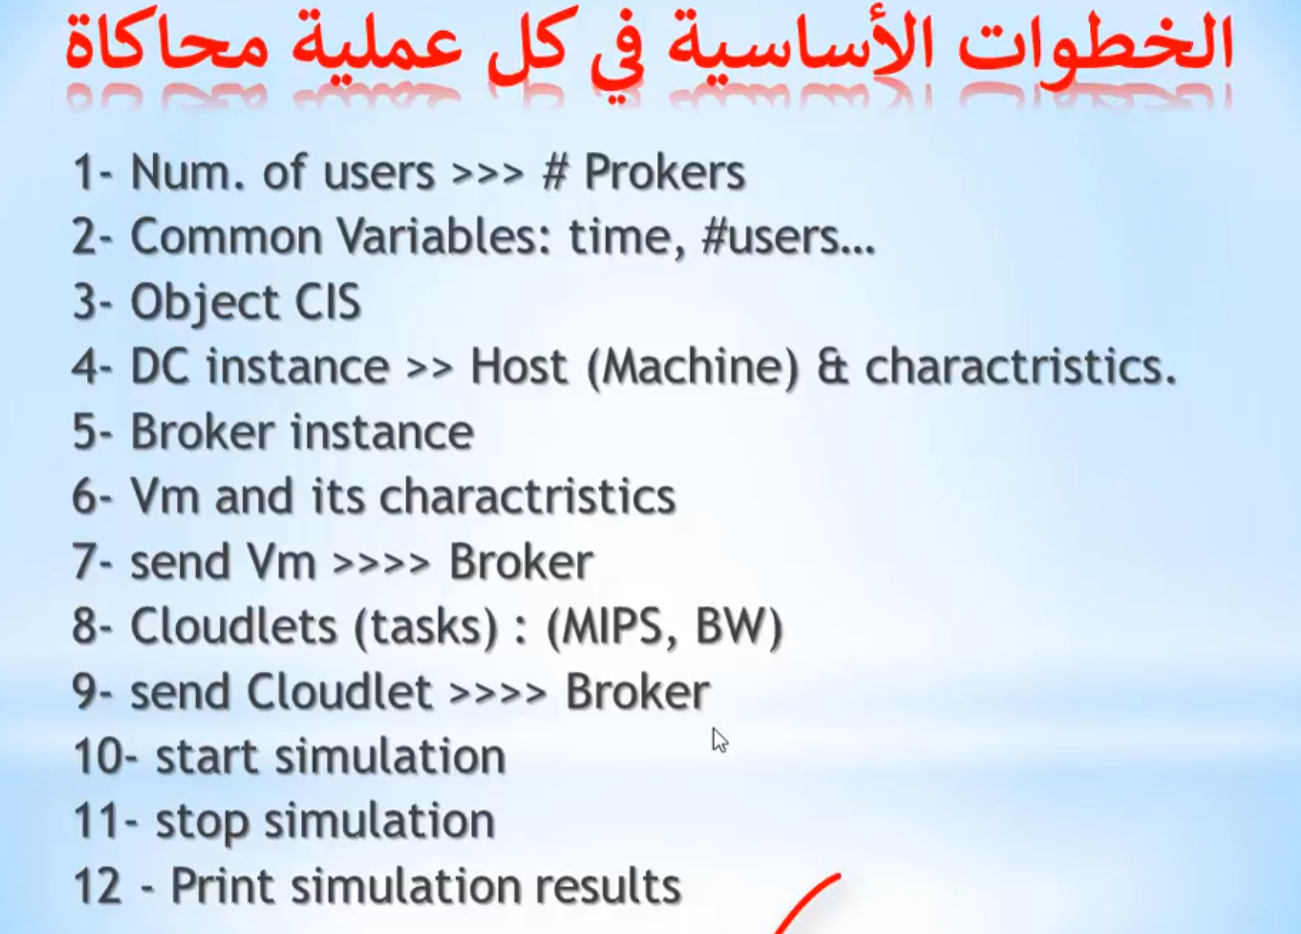 الخطوات الأساسية في كل عملية محاكاة
1- Num. of users >>> # Prokers
2- Common Variables: time, #users...
3- Object CIS
4- DC instance >> Host (Machine) & charactristics.
5- Broker instance
6- Vm and its charactristics
7- send Vm >>>> Broker
8- Cloudlets (tasks) : (MIPS, BW)
9- send Cloudlet >>>> Broker
10- start simulation
11- stop simulation
12 - Print simulation results